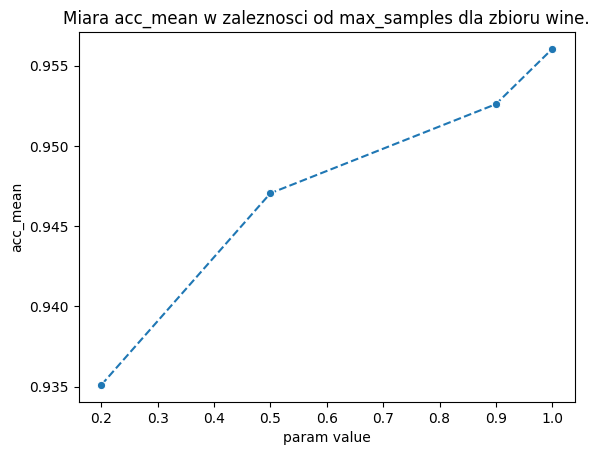 Miara acc_mean w zaleznosci od max_samples dla zbioru wine.
0.955
0.950
0.945
0.940
0.935
acc_mean
0.2 0.3 0.4 0.5 0.6 0.7 0.8 0.9 1.0
param value